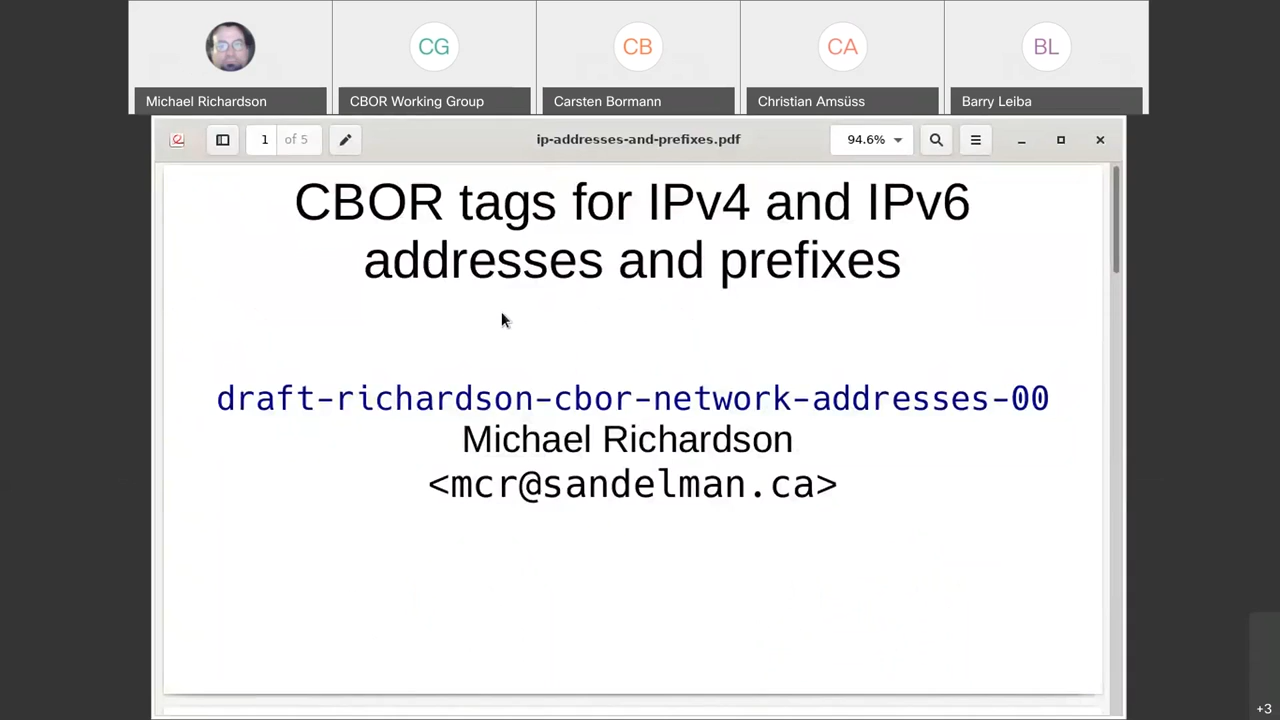 CG
CB
CA
BL
Michael Richardson
CBOR Working Group
Carsten Bormann
Christian Amsüss
Barry Leiba
1 of 5
ip-addresses-and-prefixes.pdf
94.6%
CBOR tags for IPv4 and IPv6
addresses and prefixes
draft-richardson-cbor-network-addresses-00
Michael Richardson
<mcr@sandelman.ca>
+3